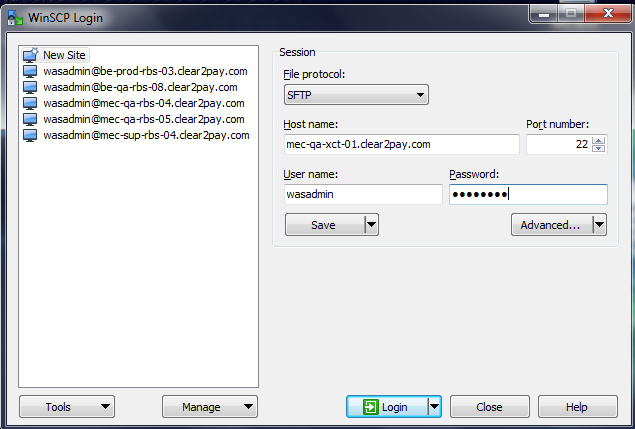 WinSCP Login
New Site
wasadmin@be-prod-rbs-03.clear2pay.com
wasadmin@be-qa-rbs-08.clear2pay.com
wasadmin@mec-qa-rbs-04.clear2pay.com
wasadmin@mec-qa-rbs-05.clear2pay.com
wasadmin@mec-sup-rbs-04.clear2pay.com
Session
File protocol:
SFTP
Host name: Port number:
mec-qa-xct-01.clear2pay.com 22
User name: Password:
wasadmin ••••••••
Save Advanced...
Tools Manage Login Close Help